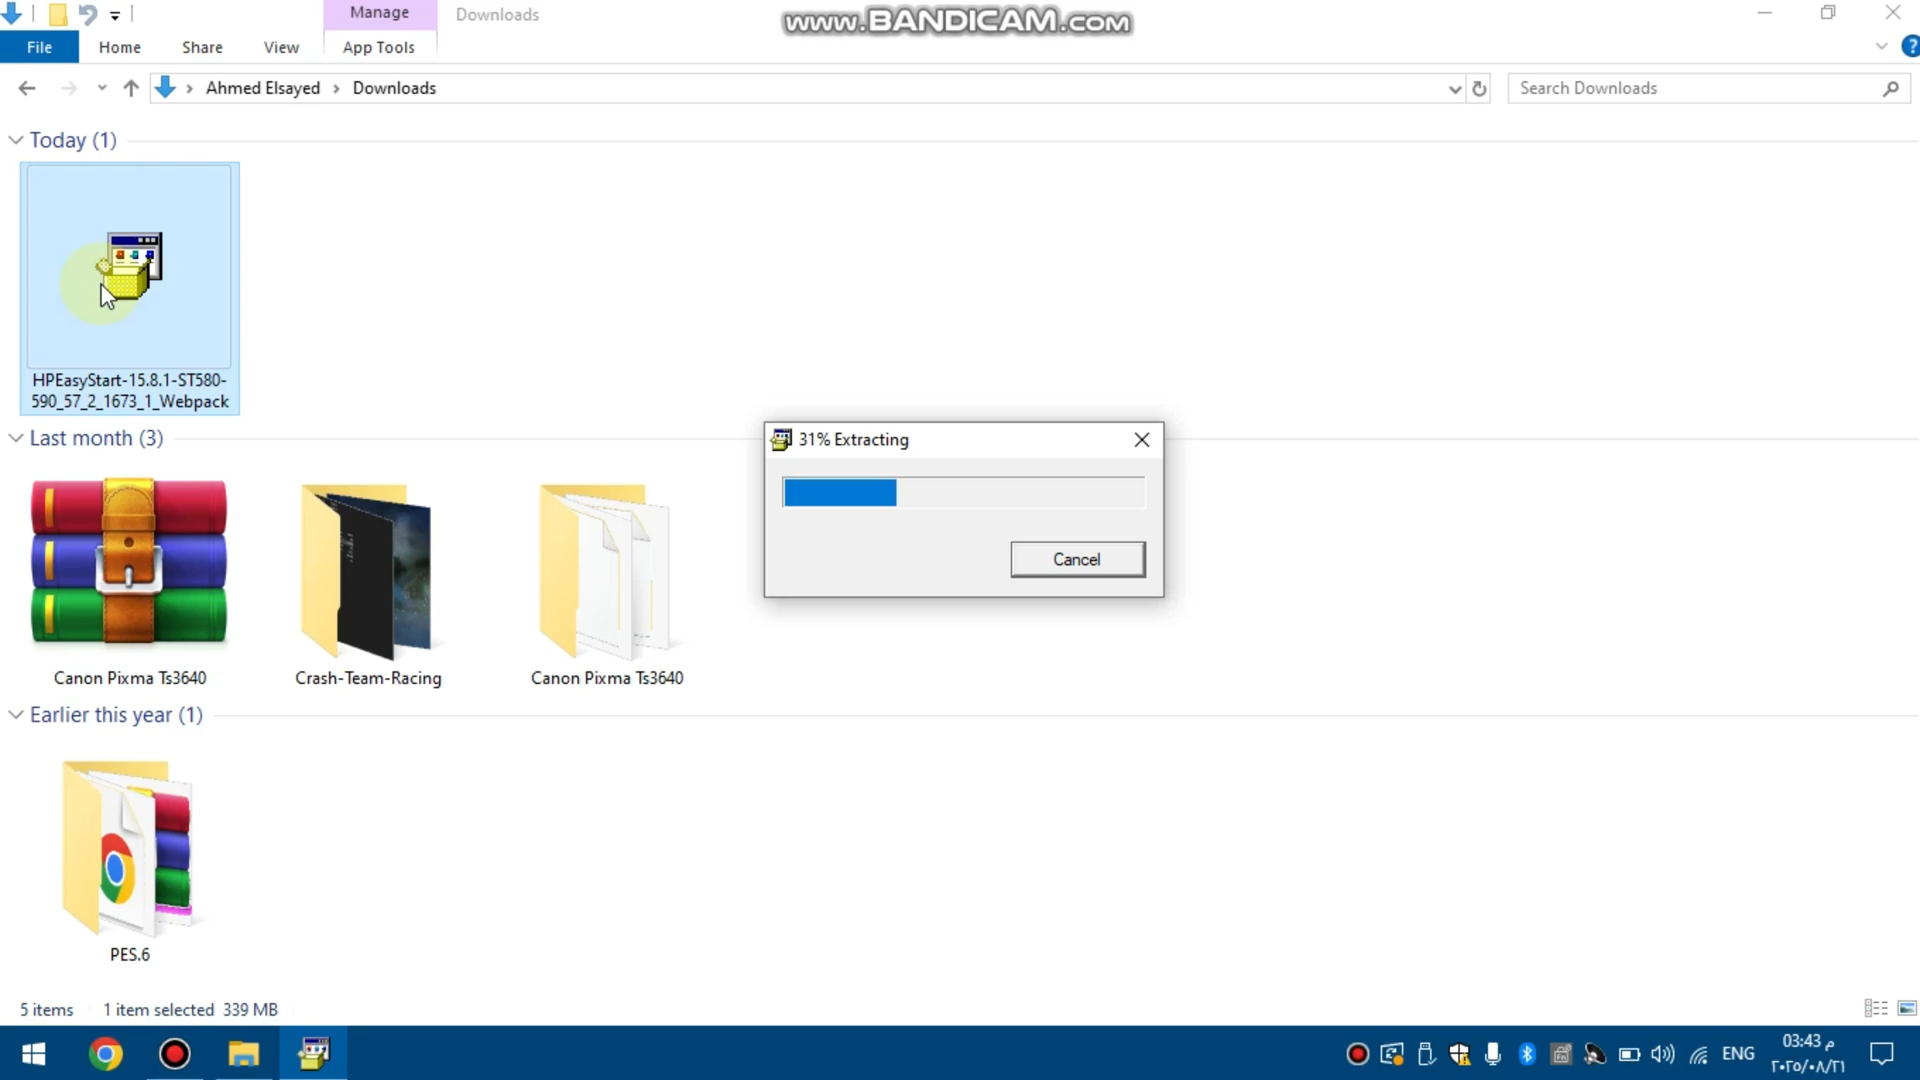 Manage
Downloads
www.BANDICAM.com
File
Home
Share
View
App Tools
Ahmed Elsayed
Downloads
Search Downloads
Today (1)
HPEasyStart-15.8.1-ST580-
590_57_2_1673_1_Webpack
Last month (3)
31% Extracting
Cancel
Canon Pixma Ts3640
Crash-Team-Racing
Canon Pixma Ts3640
Earlier this year (1)
PES.6
5 items
1 item selected 339 MB
ENG
03:43 م
٢٠٢٥/٠٨/٢١